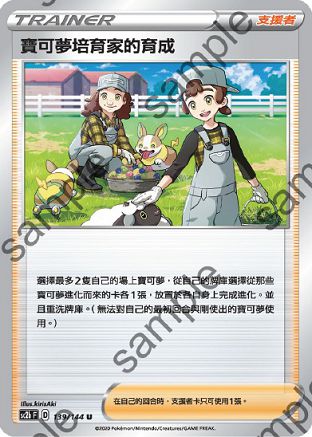 TRAINER
支援者
寶可夢培育家的育成
sample
選擇最多2隻自己的場上寶可夢，從自己的牌庫選擇從那些
寶可夢進化而來的卡各1張，放置於各自身上完成進化。並
且重洗牌庫。（無法對自己的最初回合與剛使出的寶可夢使
用。）
Illus.kirisAki
F D 139/144 U
在自己的回合時，支援者卡只可使用1張。
©2020 Pokémon/Nintendo/Creatures/GAME FREAK.